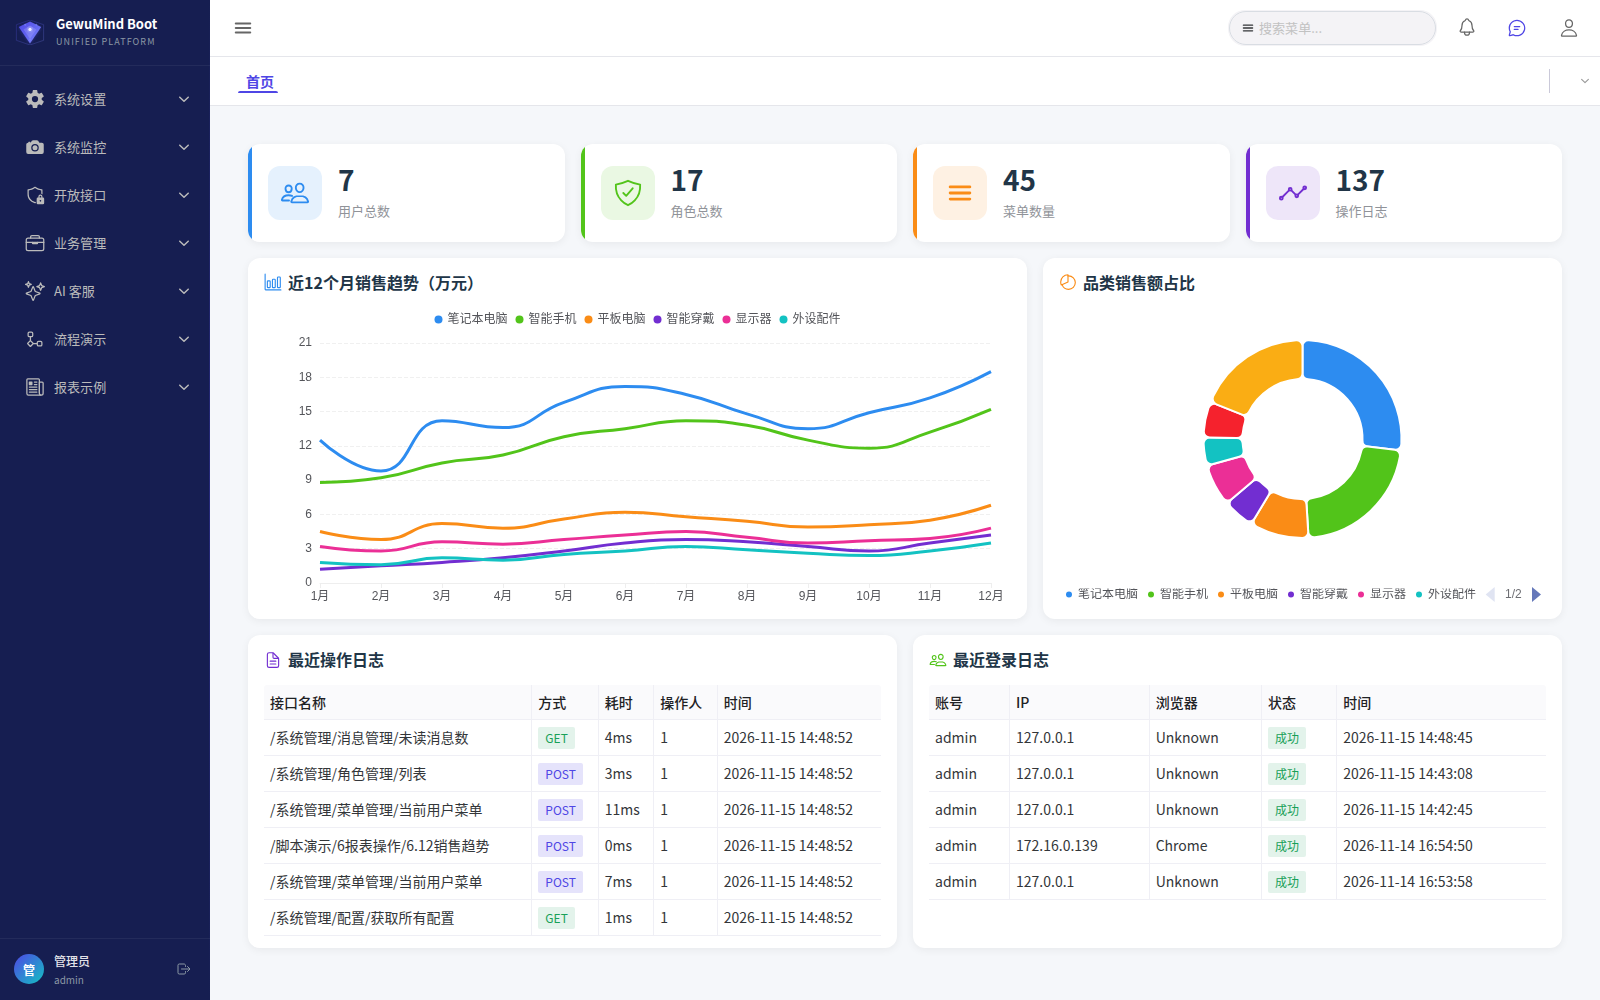 GewuMind Boot
UNIFIED PLATFORM
搜索菜单...
首页
系统设置
系统监控
开放接口
业务管理
AI 客服
流程演示
报表示例
7
用户总数
17
角色总数
45
菜单数量
137
操作日志
近12个月销售趋势（万元）
笔记本电脑 智能手机 平板电脑 智能穿戴 显示器 外设配件
21
18
15
12
9
6
3
0
1月 2月 3月 4月 5月 6月 7月 8月 9月 10月 11月 12月
品类销售额占比
笔记本电脑 智能手机 平板电脑 智能穿戴 显示器 外设配件 1/2
最近操作日志
接口名称 方式 耗时 操作人 时间
/系统管理/消息管理/未读消息数 GET 4ms 1 2026-11-15 14:48:52
/系统管理/角色管理/列表 POST 3ms 1 2026-11-15 14:48:52
/系统管理/菜单管理/当前用户菜单 POST 11ms 1 2026-11-15 14:48:52
/脚本演示/6报表操作/6.12销售趋势 POST 0ms 1 2026-11-15 14:48:52
/系统管理/菜单管理/当前用户菜单 POST 7ms 1 2026-11-15 14:48:52
/系统管理/配置/获取所有配置 GET 1ms 1 2026-11-15 14:48:52
最近登录日志
账号 IP 浏览器 状态 时间
admin 127.0.0.1 Unknown 成功 2026-11-15 14:48:45
admin 127.0.0.1 Unknown 成功 2026-11-15 14:43:08
admin 127.0.0.1 Unknown 成功 2026-11-15 14:42:45
admin 172.16.0.139 Chrome 成功 2026-11-14 16:54:50
admin 127.0.0.1 Unknown 成功 2026-11-14 16:53:58
管
管理员
admin